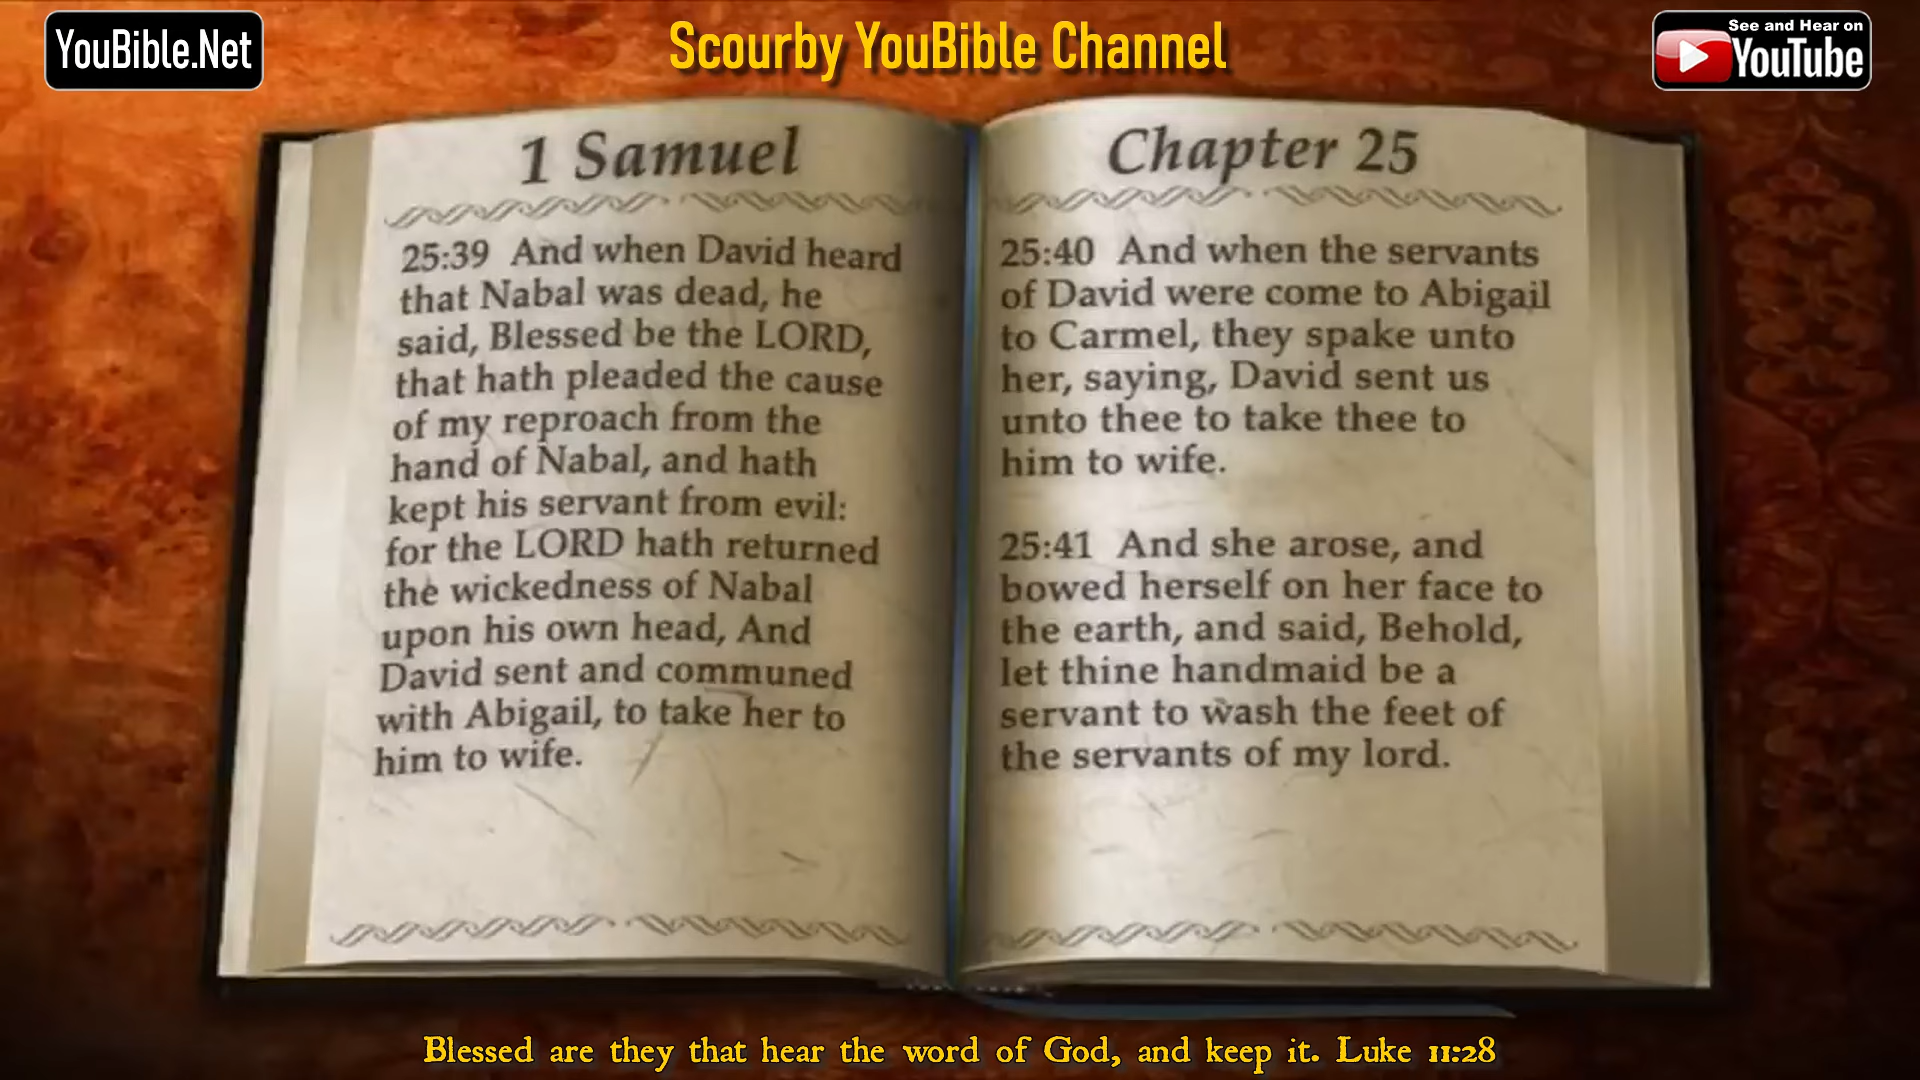 YouBible.Net
Scourby YouBible Channel
See and Hear on
YouTube
1 Samuel
25:39 And when David heard
that Nabal was dead, he
said, Blessed be the LORD,
that hath pleaded the cause
of my reproach from the
hand of Nabal, and hath
kept his servant from evil:
for the LORD hath returned
the wickedness of Nabal
upon his own head, And
David sent and communed
with Abigail, to take her to
him to wife.
Chapter 25
25:40 And when the servants
of David were come to Abigail
to Carmel, they spake unto
her, saying, David sent us
unto thee to take thee to
him to wife.
25:41 And she arose, and
bowed herself on her face to
the earth, and said, Behold,
let thine handmaid be a
servant to wash the feet of
the servants of my lord.
Blessed are they that hear the word of God, and keep it. Luke 11:28